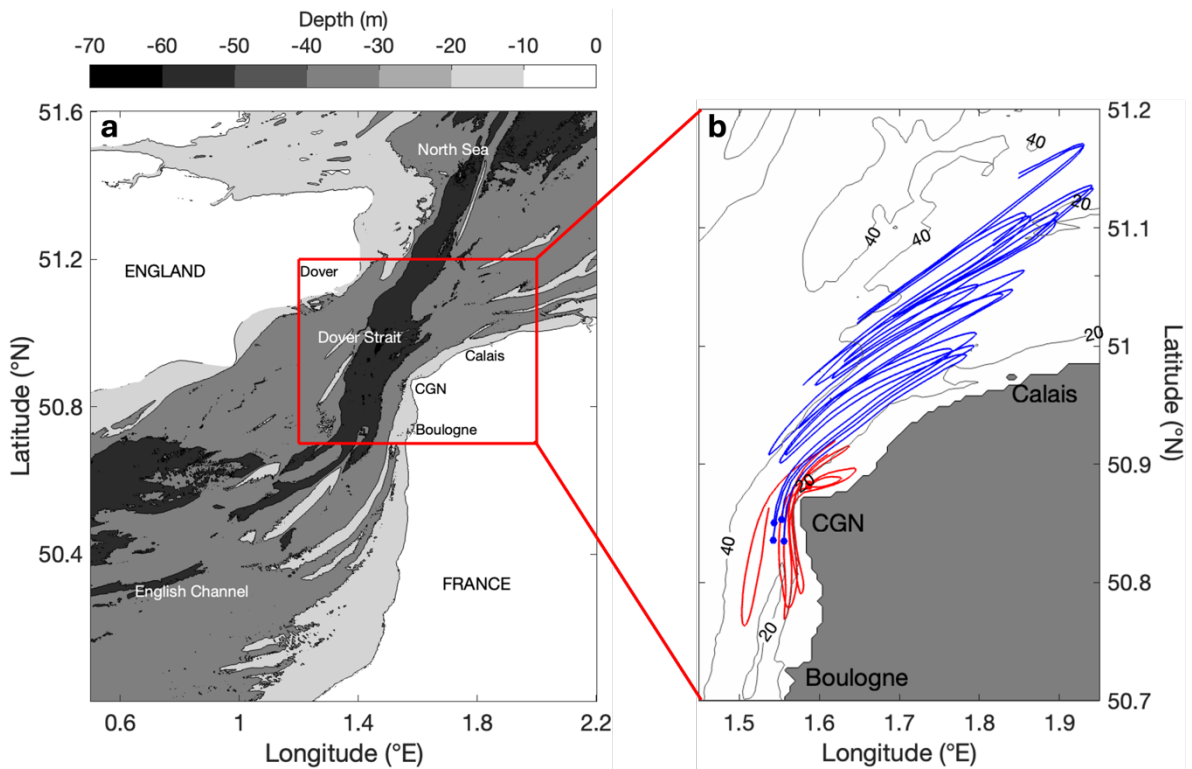 Depth (m)
-70 -60 -50 -40 -30 -20 -10 0
a
51.6
51.2
50.8
50.4
Latitude (°N)
North Sea
ENGLAND
Dover
Dover Strait
Calais
CGN
Boulogne
English Channel
FRANCE
0.6 1 1.4 1.8 2.2
Longitude (°E)
b
51.2
51.1
51
50.9
50.8
50.7
Latitude (°N)
40
20
40
40
20
Calais
20
CGN
40
20
Boulogne
1.5 1.6 1.7 1.8 1.9
Longitude (°E)